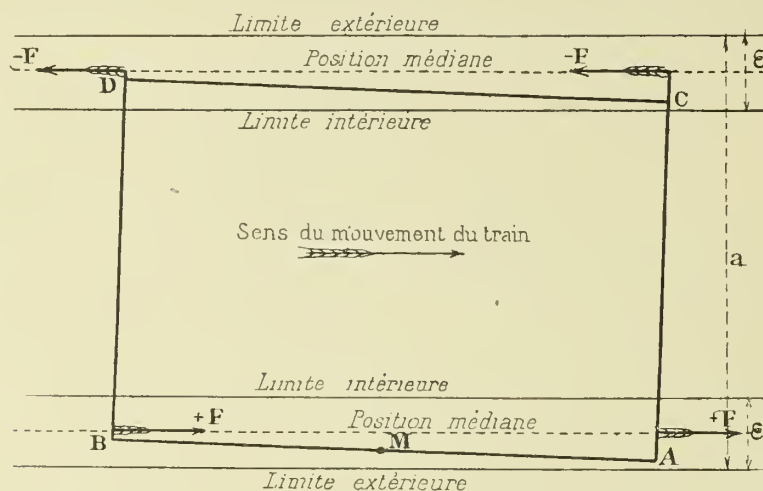 Limite extérieure
-F Position médiane -F ε
D C
Limite intérieure
Sens du mouvement du train
a
Limite intérieure
+F Position médiane +F ε
B M A
Limite extérieure